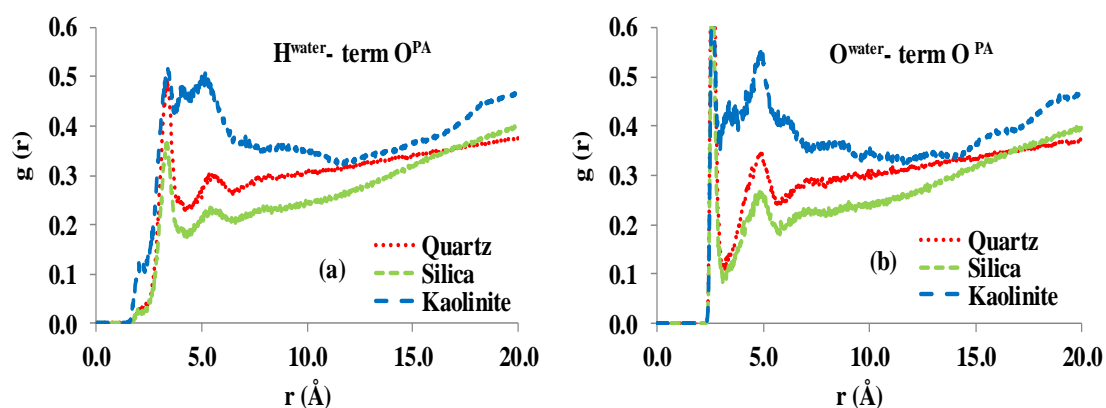 0.6
0.5
0.4
0.3
0.2
0.1
0.0
g (r)
H^water- term O^PA
Quartz
Silica
Kaolinite
(a)
0.0 5.0 10.0 15.0 20.0
r (Å)
0.6
0.5
0.4
0.3
0.2
0.1
0.0
g (r)
O^water- term O ^PA
Quartz
Silica
Kaolinite
(b)
0.0 5.0 10.0 15.0 20.0
r (Å)